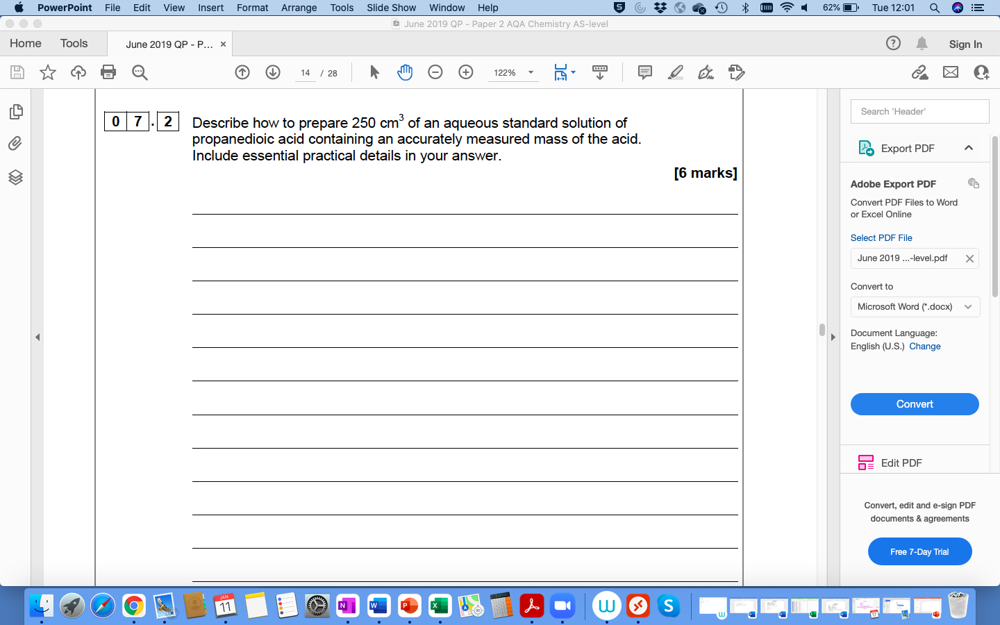 PowerPoint File Edit View Insert Format Arrange Tools Slide Show Window Help 62% Tue 12:01
June 2019 QP - Paper 2 AQA Chemistry AS-level
Home Tools June 2019 QP - P... × Sign In
14 / 28 122%
0 7 . 2 Describe how to prepare 250 cm³ of an aqueous standard solution of
propanedioic acid containing an accurately measured mass of the acid.
Include essential practical details in your answer.
[6 marks]
Search 'Header'
Export PDF
Adobe Export PDF
Convert PDF Files to Word
or Excel Online
Select PDF File
June 2019 ...-level.pdf
Convert to
Microsoft Word (*.docx)
Document Language:
English (U.S.) Change
Convert
Edit PDF
Convert, edit and e-sign PDF
documents & agreements
Free 7-Day Trial
JAN
11